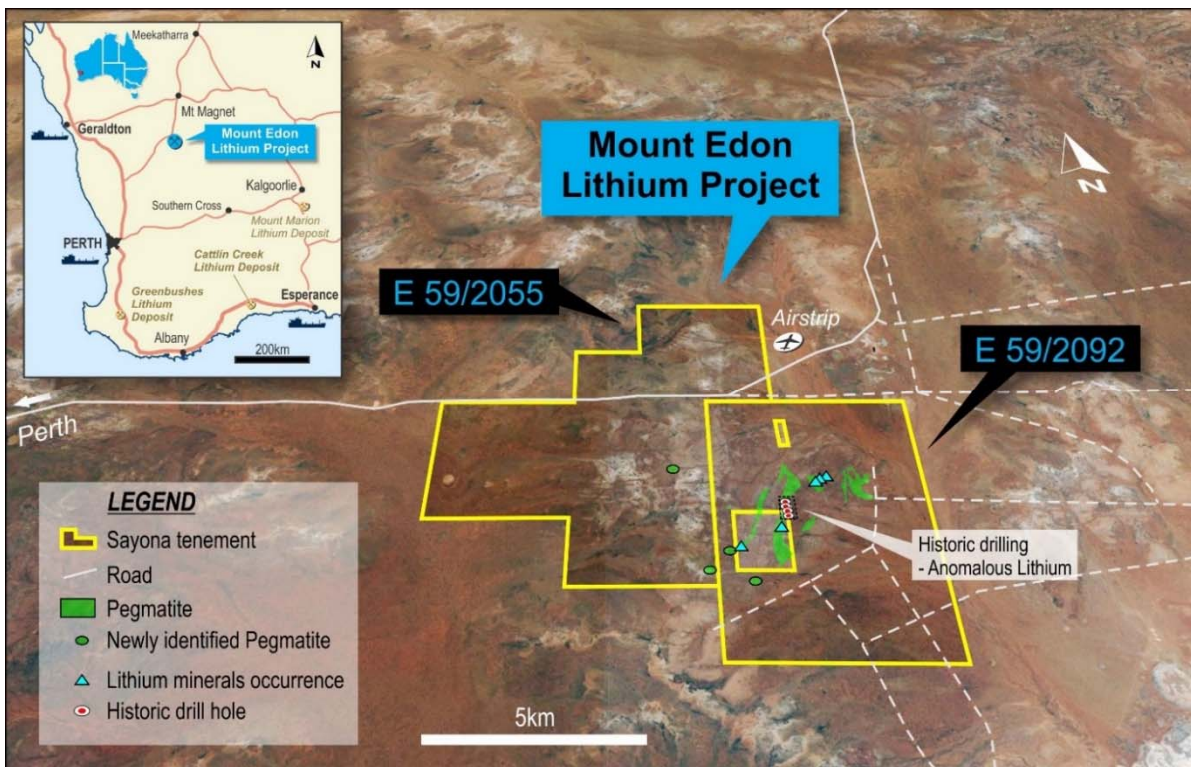 Meekatharra
N
Mt Magnet
Geraldton
Mount Edon
Lithium Project
Kalgoorlie
Southern Cross
Mount Marion
Lithium Deposit
PERTH
Cattlin Creek
Lithium Deposit
Greenbushes
Lithium
Deposit
Esperance
Albany
200km
Mount Edon
Lithium Project
N
E 59/2055
Airstrip
E 59/2092
Perth
LEGEND
Sayona tenement
Road
Pegmatite
Newly identified Pegmatite
Lithium minerals occurrence
Historic drill hole
Historic drilling
- Anomalous Lithium
5km